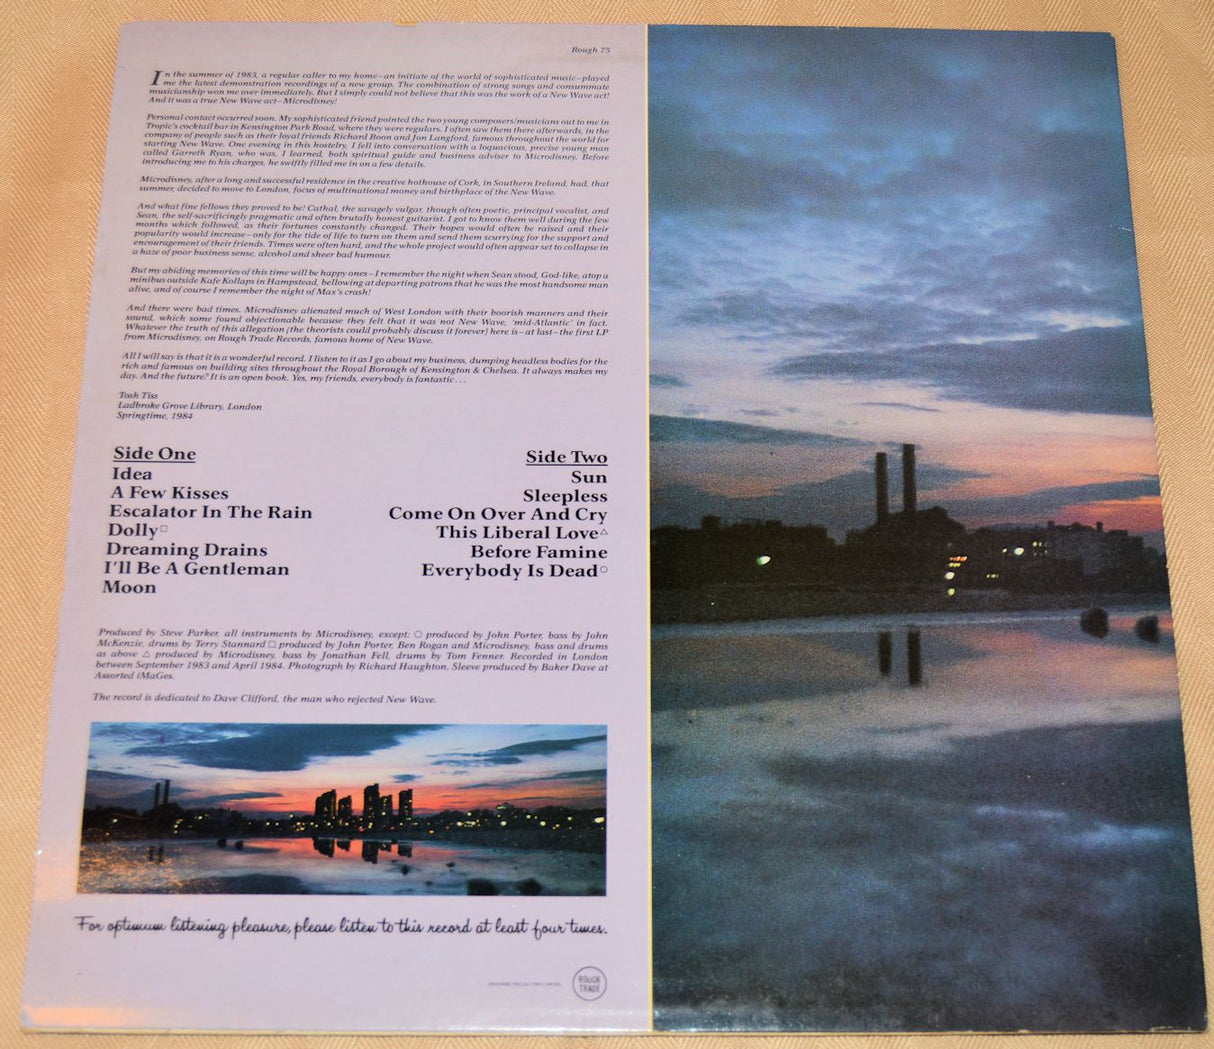 Rough 75
In the summer of 1983, a regular caller to my home–an initiate of the world of sophisticated music–played
me the latest demonstration recordings of a new group. The combination of strong songs and consummate
musicianship won me over immediately. But I simply could not believe that this was the work of a New Wave act!
And it was a true New Wave act–Microdisney!
Personal contact occurred soon. My sophisticated friend pointed the two young composers/musicians out to me in
Tropic's cocktail bar in Kensington Park Road, where they were regulars. I often saw them there afterwards, in the
company of people such as their loyal friends Richard Boon and Jon Langford, famous throughout the world for
starting New Wave. One evening in this hostelry, I fell into conversation with a loquacious, precise young man
called Garreth Ryan, who was, I learned, both spiritual guide and business adviser to Microdisney. Before
introducing me to his charges, he swiftly filled me in on a few details.
Microdisney, after a long and successful residence in the creative hothouse of Cork, in Southern Ireland, had, that
summer, decided to move to London, focus of multinational money and birthplace of the New Wave.
And what fine fellows they proved to be! Cathal, the savagely vulgar, though often poetic, principal vocalist, and
Sean, the self-sacrificingly pragmatic and often brutally honest guitarist. I got to know them well during the few
months which followed, as their fortunes constantly changed. Their hopes would often be raised and their
popularity would increase–only for the tide of life to turn on them and send them scurrying for the support and
encouragement of their friends. Times were often hard, and the whole project would often appear set to collapse in
a haze of poor business sense, alcohol and sheer bad humour.
But my abiding memories of this time will be happy ones–I remember the night when Sean stood, God-like, atop a
minibus outside Kafe Kollaps in Hampstead, bellowing at departing patrons that he was the most handsome man
alive, and of course I remember the night of Max's crash!
And there were bad times. Microdisney alienated much of West London with their boorish manners and their
sound, which some found objectionable because they felt that it was not New Wave, 'mid-Atlantic' in fact.
Whatever the truth of this allegation (the theorists could probably discuss it forever) here is–at last–the first LP
from Microdisney, on Rough Trade Records, famous home of New Wave.
All I will say is that it is a wonderful record. I listen to it as I go about my business, dumping headless bodies for the
rich and famous on building sites throughout the Royal Borough of Kensington & Chelsea. It always makes my
day. And the future? It is an open book. Yes, my friends, everybody is fantastic...
Tosh Tiss
Ladbroke Grove Library, London
Springtime, 1984
Side One
Idea
A Few Kisses
Escalator In The Rain
Dolly□
Dreaming Drains
I'll Be A Gentleman
Moon
Side Two
Sun
Sleepless
Come On Over And Cry
This Liberal Love△
Before Famine
Everybody Is Dead○
Produced by Steve Parker, all instruments by Microdisney, except: ○ produced by John Porter, bass by John
McKenzie, drums by Terry Stannard □ produced by John Porter, Ben Rogan and Microdisney, bass and drums
as above △ produced by Microdisney, bass by Jonathan Fell, drums by Tom Fenner. Recorded in London
between September 1983 and April 1984. Photograph by Richard Haughton. Sleeve produced by Baker Dave at
Assorted iMaGes.
The record is dedicated to Dave Clifford, the man who rejected New Wave.
For optimum listening pleasure, please listen to this record at least four times.
ROUGH
TRADE